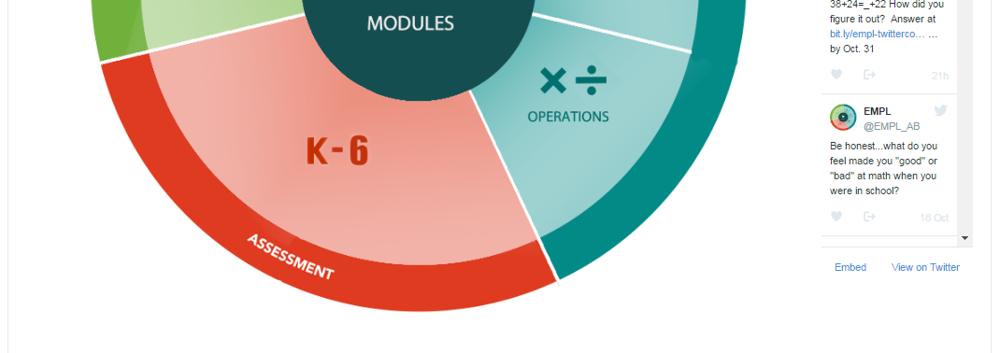 MODULES
× ÷
OPERATIONS
K-6
ASSESSMENT
38+24=_+22 How did you
figure it out? Answer at
bit.ly/empl-twitterco… …
by Oct. 31
21h
EMPL
@EMPL_AB
Be honest...what do you
feel made you "good" or
"bad" at math when you
were in school?
18 Oct
Embed View on Twitter